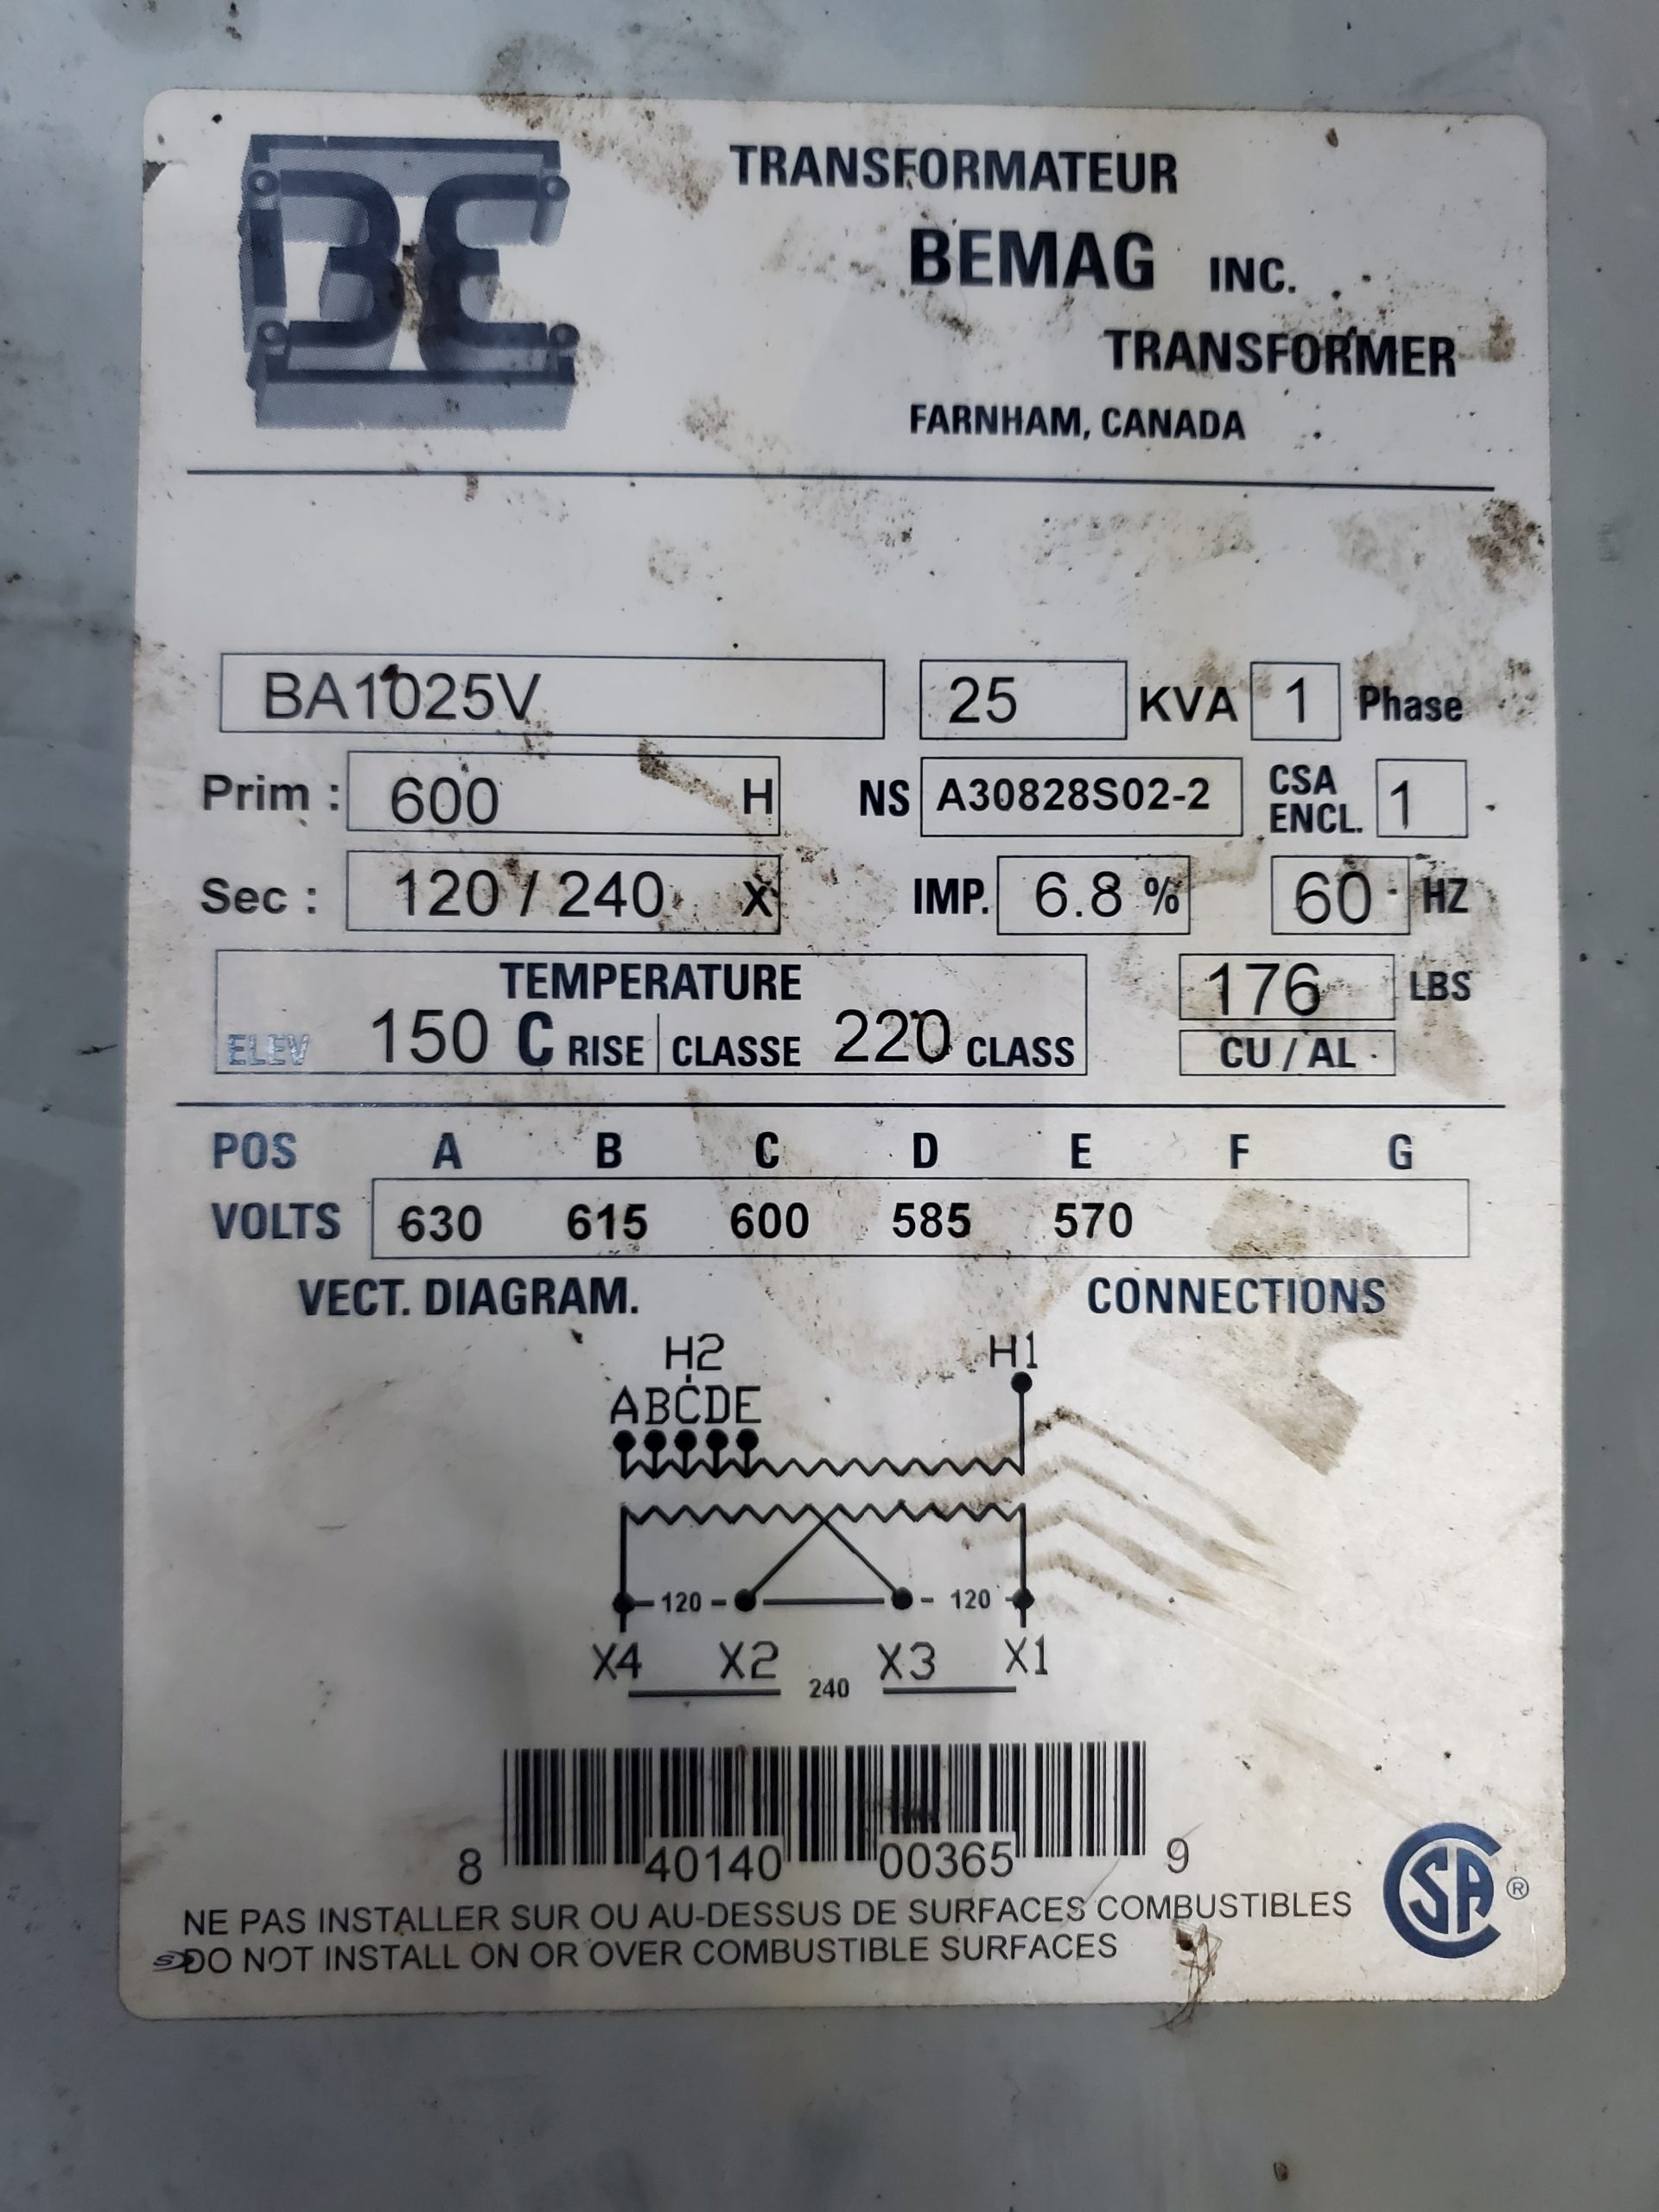 BE
TRANSFORMATEUR
BEMAG INC.
TRANSFORMER
FARNHAM, CANADA
BA1025V 25 KVA 1 Phase
Prim : 600 H NS A30828S02-2 CSA ENCL. 1
Sec : 120 / 240 X IMP. 6.8 % 60 HZ
TEMPERATURE 176 LBS
ELEV 150 C RISE CLASSE 220 CLASS CU / AL
POS A B C D E F G
VOLTS 630 615 600 585 570
VECT. DIAGRAM. CONNECTIONS
H2 H1
ABCDE
120 120
X4 X2 X3 X1
240
8 40140 00365 9
NE PAS INSTALLER SUR OU AU-DESSUS DE SURFACES COMBUSTIBLES
DO NOT INSTALL ON OR OVER COMBUSTIBLE SURFACES
CSA ®